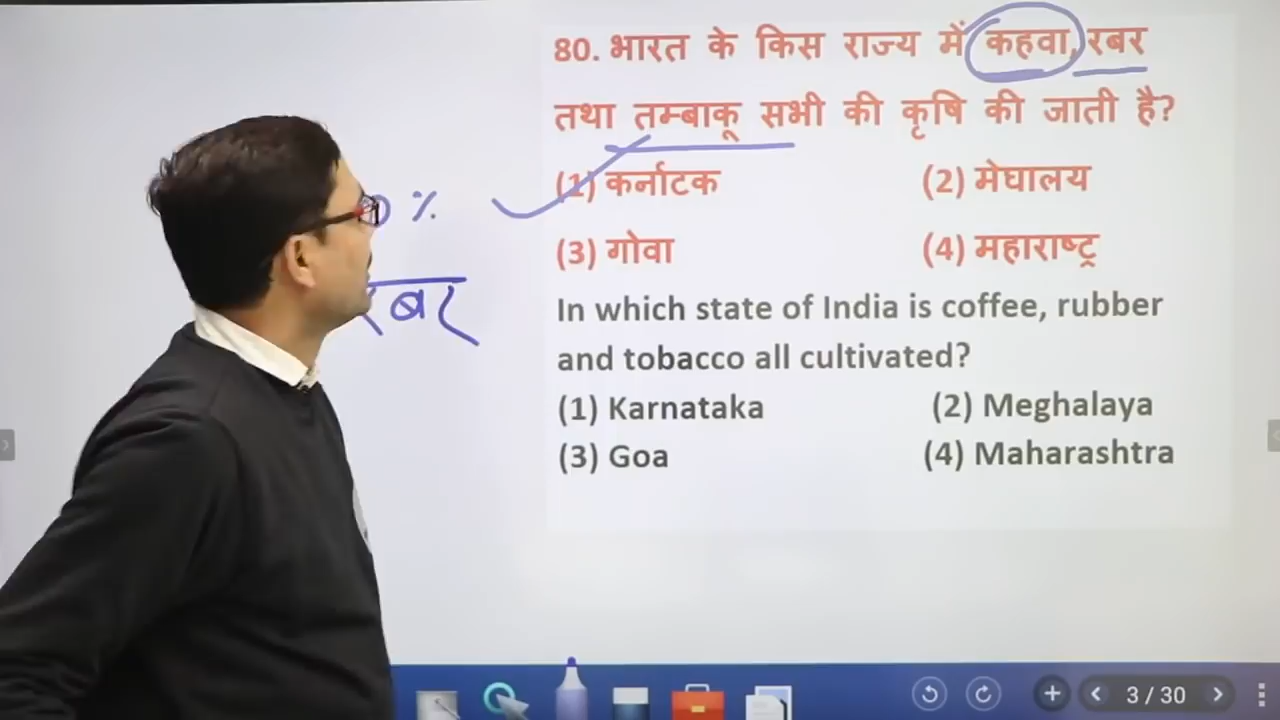 80. भारत के किस राज्य में कहवा, रबर
तथा तम्बाकू सभी की कृषि की जाती है?
(1) कर्नाटक (2) मेघालय
(3) गोवा (4) महाराष्ट्र
In which state of India is coffee, rubber
and tobacco all cultivated?
(1) Karnataka (2) Meghalaya
(3) Goa (4) Maharashtra
%
रबर
3 / 30